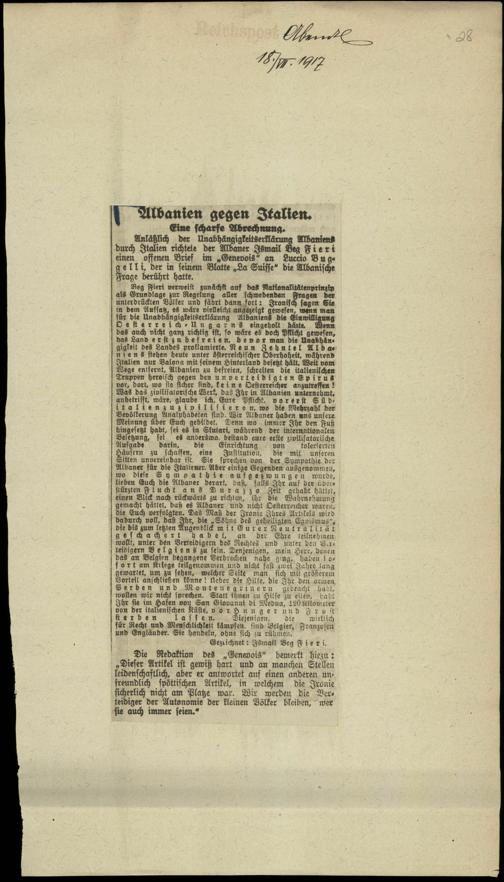 Reichspost
Abendbl
28
18./VII. 1917
Albanien gegen Italien.
Eine scharfe Abrechnung.
Anläßlich der Unabhängigkeitserklärung Albaniens
durch Italien richtete der Albaner Ismail Beg Fieri
einen offenen Brief im „Genevois“ an Luccio Bug-
gelli, der in seinem Blatte „La Suisse“ die Albanische
Frage berührt hatte.
Beg Fieri verweist zunächst auf das Nationalitätenprinzip
als Grundlage zur Regelung aller schwebenden Fragen der
unterdrückten Völker und fährt dann fort: Ironisch sagen Sie
in dem Aufsatz, es wäre vielleicht angezeigt gewesen, wenn man
für die Unabhängigkeitserklärung Albaniens die Einwilligung
Oesterreich-Ungarns eingeholt hätte. Wenn
das auch nicht ganz richtig ist, so wäre es doch Pflicht gewesen,
das Land erst zu befreien, bevor man die Unabhän-
gigkeit des Landes proklamierte. Neun Zehntel Alba-
niens stehen heute unter österreichischer Oberhoheit, während
Italien nur Valona mit seinem Hinterland besetzt hält. Weit vom
Wege entfernt, Albanien zu befreien, schreiten die italienischen
Truppen heroisch gegen den unverteidigten Epirus
vor, dort, wo sie sicher sind, keine Oesterreicher anzutreffen!
Was das zivilisatorische Werk, das Ihr in Albanien unternehmt,
anbetrifft, wäre, glaube ich, Eure Pflicht, vorerst Süd-
italien zu zivilisieren, wo die Mehrzahl der
Bevölkerung Analphabeten sind. Wir Albaner haben uns unsere
Meinung über Euch gebildet. Denn wo immer Ihr den Fuß
hingesetzt habt, sei es in Skutari, während der internationalen
Besetzung, sei es anderswo, bestand eure erste zivilisatorische
Aufgabe darin, die Einrichtung von tolerierten
Häusern zu schaffen, eine Institution, die mit unseren
Sitten unvereinbar ist. Sie sprechen von der Sympathie der
Albaner für die Italiener. Aber einige Gegenden ausgenommen,
wo diese Sympathie aufgezwungen wurde,
lieben Euch die Albaner derart, daß, falls Ihr auf der über-
stürzten Flucht aus Durazzo Zeit gehabt hättet,
einen Blick nach rückwärts zu richten, Ihr die Wahrnehmung
gemacht hättet, daß es Albaner und nicht Oesterreicher waren,
die Euch verfolgten. Das Maß der Ironie Ihres Artikels wird
dadurch voll, daß Ihr, die „Söhne des geheiligten Egoismus“,
die bis zum letzten Augenblick mit Eurer Neutralität
geschachert habet, an der Ehre teilnehmen
wollt, unter den Verteidigern des Rechtes und unter den Ver-
teidigern Belgiens zu sein. Denjenigen, mein Herr, denen
das an Belgien begangene Verbrechen nahe ging, haben so-
fort am Kriege teilgenommen und nicht fast zwei Jahre lang
gewartet, um zu sehen, welcher Seite man sich mit größerem
Vorteil anschließen könne! Ueber die Hilfe, die Ihr den armen
Serben und Montenegrinern gebracht habt,
wollen wir nicht sprechen. Statt ihnen zu Hilfe zu eilen, habt
Ihr sie im Hafen von San Giovanni di Medua, 120 Kilometer
von der italienischen Küste, vor Hunger und Frost
sterben lassen. Diejenigen, die wirklich
für Recht und Menschlichkeit kämpfen, sind Belgier, Franzosen
und Engländer. Sie handeln, ohne sich zu rühmen.
Gezeichnet: Ismail Beg Fieri.
Die Redaktion des „Genevois“ bemerkt hiezu:
„Dieser Artikel ist gewiß hart und an manchen Stellen
leidenschaftlich, aber er antwortet auf einen anderen un-
freundlich spöttischen Artikel, in welchem die Ironie
sicherlich nicht am Platze war. Wir werden die Ver-
teidiger der Autonomie der kleinen Völker bleiben, wer
sie auch immer seien.“